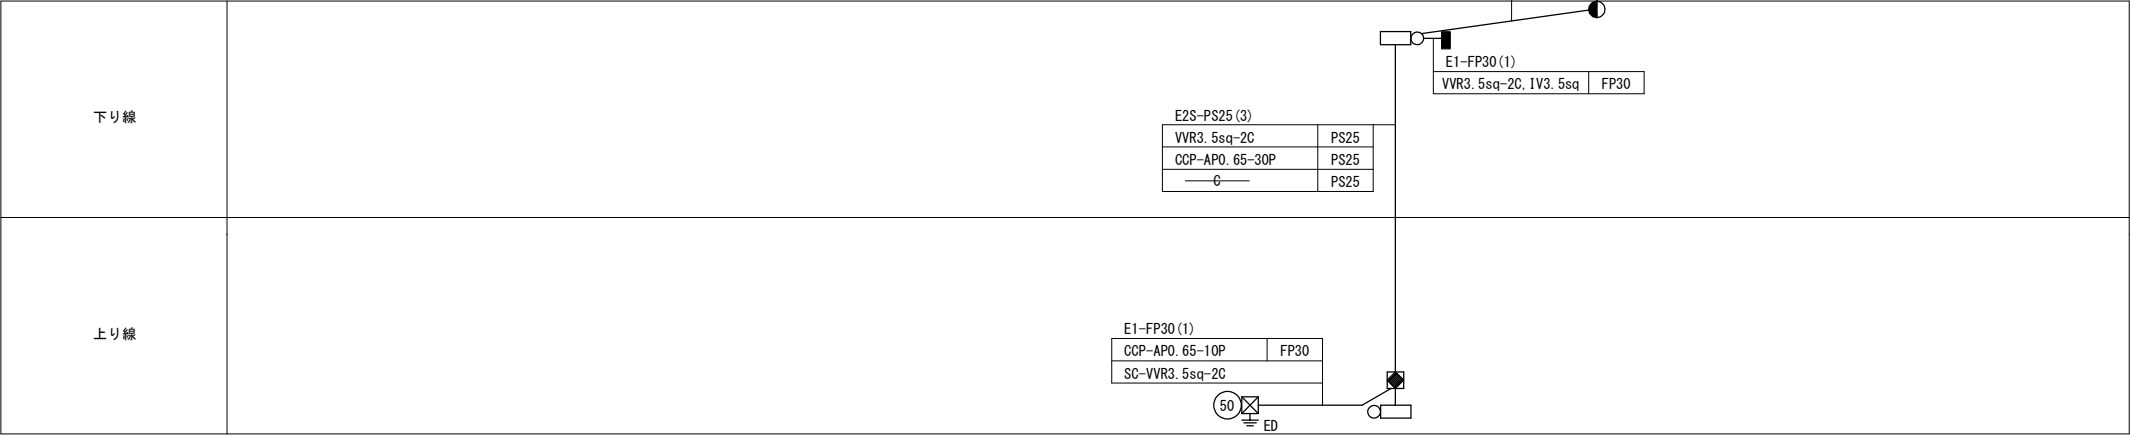 E1-FP30(1)
VVR3.5sq-2C,IV3.5sq FP30
下り線
E2S-PS25(3)
VVR3.5sq-2C PS25
CCP-AP0.65-30P PS25
C PS25
上り線
E1-FP30(1)
CCP-AP0.65-10P FP30
SC-VVR3.5sq-2C
50
ED